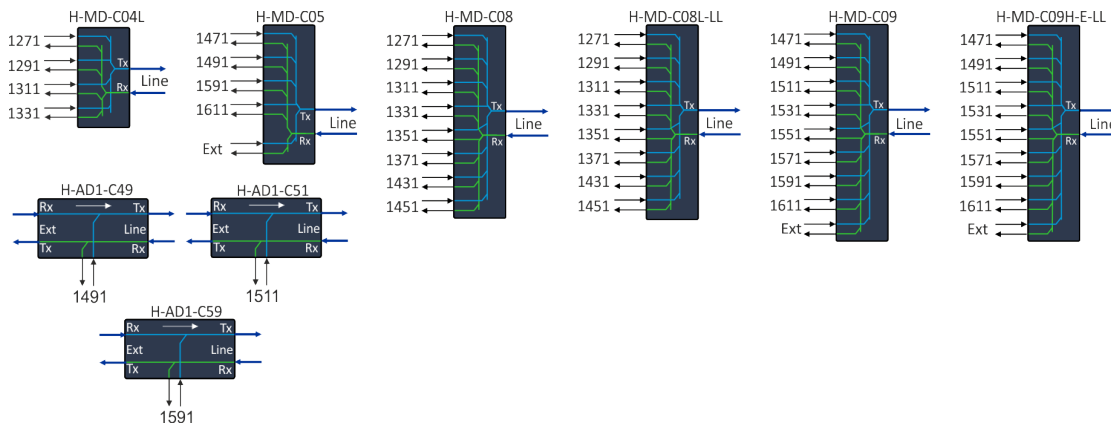 H-MD-C04L
1271
1291
1311
1331
Tx
Rx
Line
H-MD-C05
1471
1491
1591
1611
Ext
Tx
Rx
Line
H-MD-C08
1271
1291
1311
1331
1351
1371
1431
1451
Tx
Rx
Line
H-MD-C08L-LL
1271
1291
1311
1331
1351
1371
1431
1451
Tx
Rx
Line
H-MD-C09
1471
1491
1511
1531
1551
1571
1591
1611
Ext
Tx
Rx
Line
H-MD-C09H-E-LL
1471
1491
1511
1531
1551
1571
1591
1611
Ext
Tx
Rx
Line
H-AD1-C49
Rx Tx
Ext Line
Tx Rx
1491
H-AD1-C51
Rx Tx
Ext Line
Tx Rx
1511
H-AD1-C59
Rx Tx
Ext Line
Tx Rx
1591